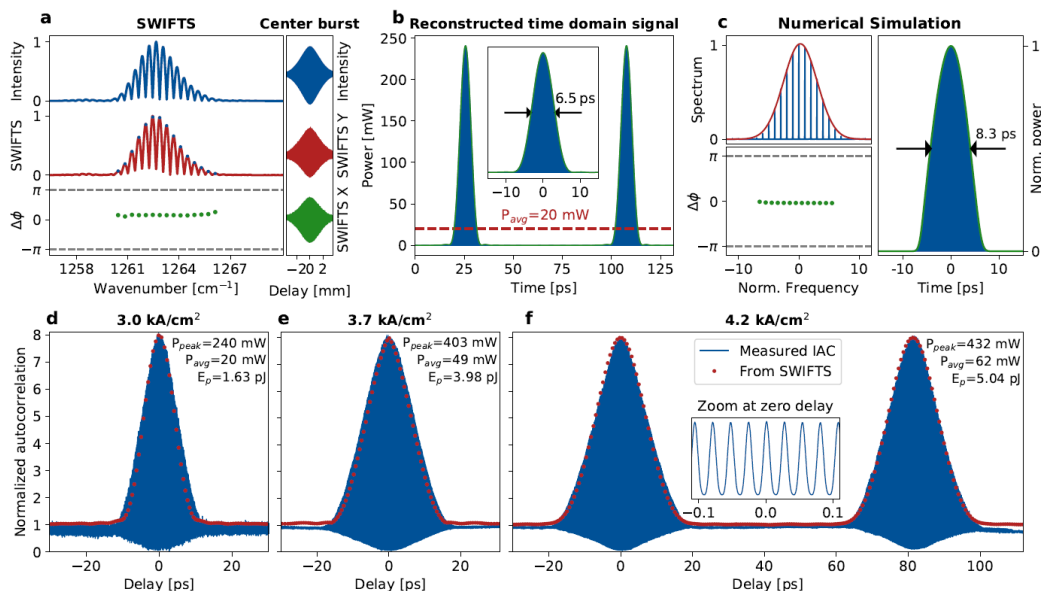 a
SWIFTS
Center burst
Intensity
1
0
SWIFTS
1
0
Δϕ
π
0
−π
1258
1261
1264
1267
Wavenumber [cm⁻¹]
Intensity
SWIFTS Y
SWIFTS X
−2
0
2
Delay [mm]
b
Reconstructed time domain signal
Power [mW]
250
200
150
100
50
0
6.5 ps
−10
0
10
P_avg=20 mW
0
25
50
75
100
125
Time [ps]
c
Numerical Simulation
Spectrum
1
0
Δϕ
π
0
−π
−10
0
10
Norm. Frequency
8.3 ps
Norm. power
1
0
−10
0
10
Time [ps]
d
3.0 kA/cm²
P_peak=240 mW
P_avg=20 mW
E_p=1.63 pJ
Normalized autocorrelation
8
7
6
5
4
3
2
1
0
−20
0
20
Delay [ps]
e
3.7 kA/cm²
P_peak=403 mW
P_avg=49 mW
E_p=3.98 pJ
−20
0
20
Delay [ps]
f
4.2 kA/cm²
Measured IAC
From SWIFTS
P_peak=432 mW
P_avg=62 mW
E_p=5.04 pJ
Zoom at zero delay
−0.1
0.0
0.1
−20
0
20
40
60
80
100
Delay [ps]